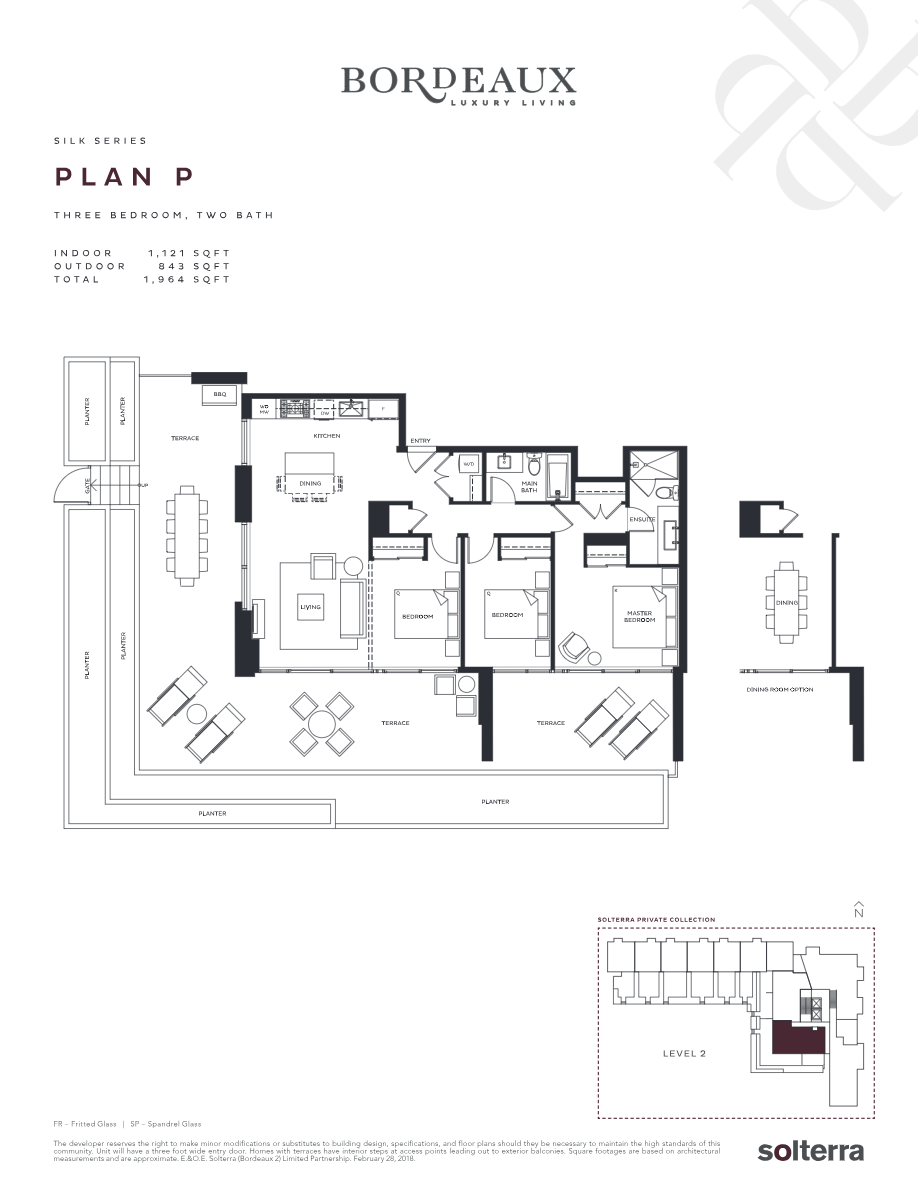 BORDEAUX
LUXURY LIVING
SILK SERIES
PLAN P
THREE BEDROOM, TWO BATH
INDOOR 1,121 SQFT
OUTDOOR 843 SQFT
TOTAL 1,964 SQFT
PLANTER
PLANTER
BBQ
TERRACE
WO
MW
DW
F
KITCHEN
ENTRY
W/D
MAIN
BATH
DINING
GATE
UP
ENSUITE
PLANTER
PLANTER
LIVING
BEDROOM
Q
BEDROOM
Q
MASTER
BEDROOM
K
DINING
DINING ROOM OPTION
TERRACE
TERRACE
PLANTER
PLANTER
N
SOLTERRA PRIVATE COLLECTION
LEVEL 2
FR – Fritted Glass | SP – Spandrel Glass
The developer reserves the right to make minor modifications or substitutes to building design, specifications, and floor plans should they be necessary to maintain the high standards of this
community. Unit will have a three foot wide entry door. Homes with terraces have interior steps at access points leading out to exterior balconies. Square footages are based on architectural
measurements and are approximate. E.&O.E. Solterra (Bordeaux 2) Limited Partnership. February 28, 2018.
solterra